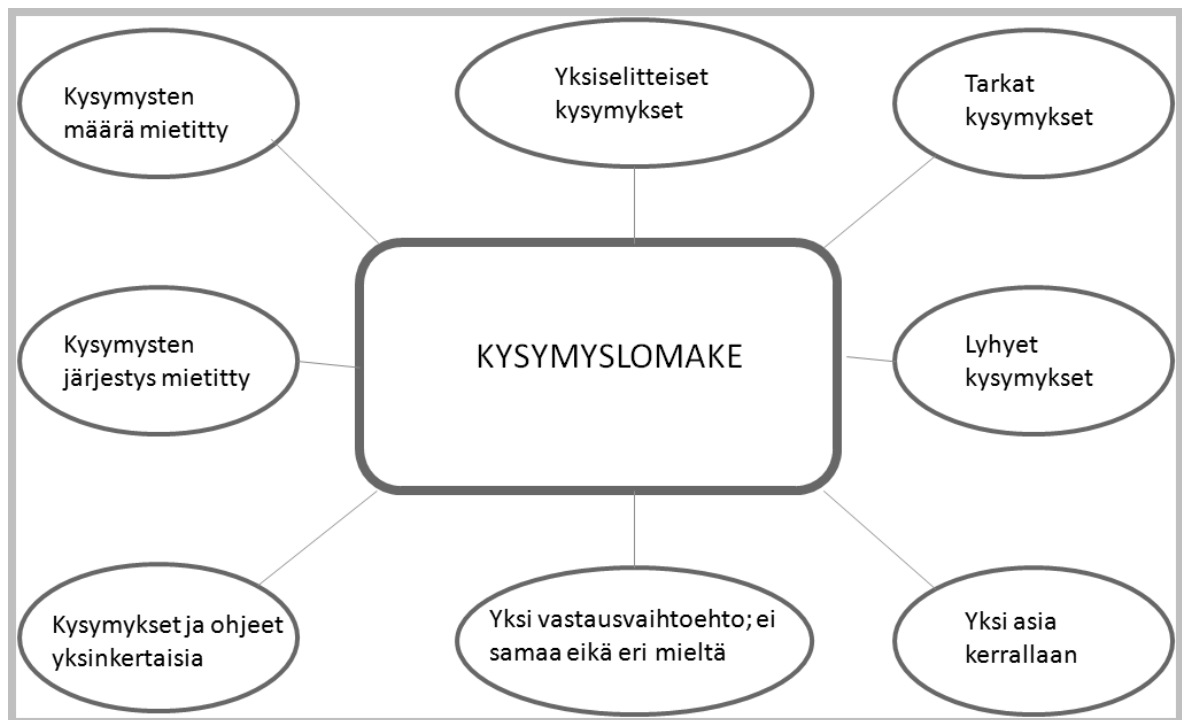 Kysymysten
määrä mietitty
Yksiselitteiset
kysymykset
Tarkat
kysymykset
Kysymysten
järjestys mietitty
KYSYMYSLOMAKE
Lyhyet
kysymykset
Kysymykset ja ohjeet
yksinkertaisia
Yksi vastausvaihtoehto; ei
samaa eikä eri mieltä
Yksi asia
kerrallaan